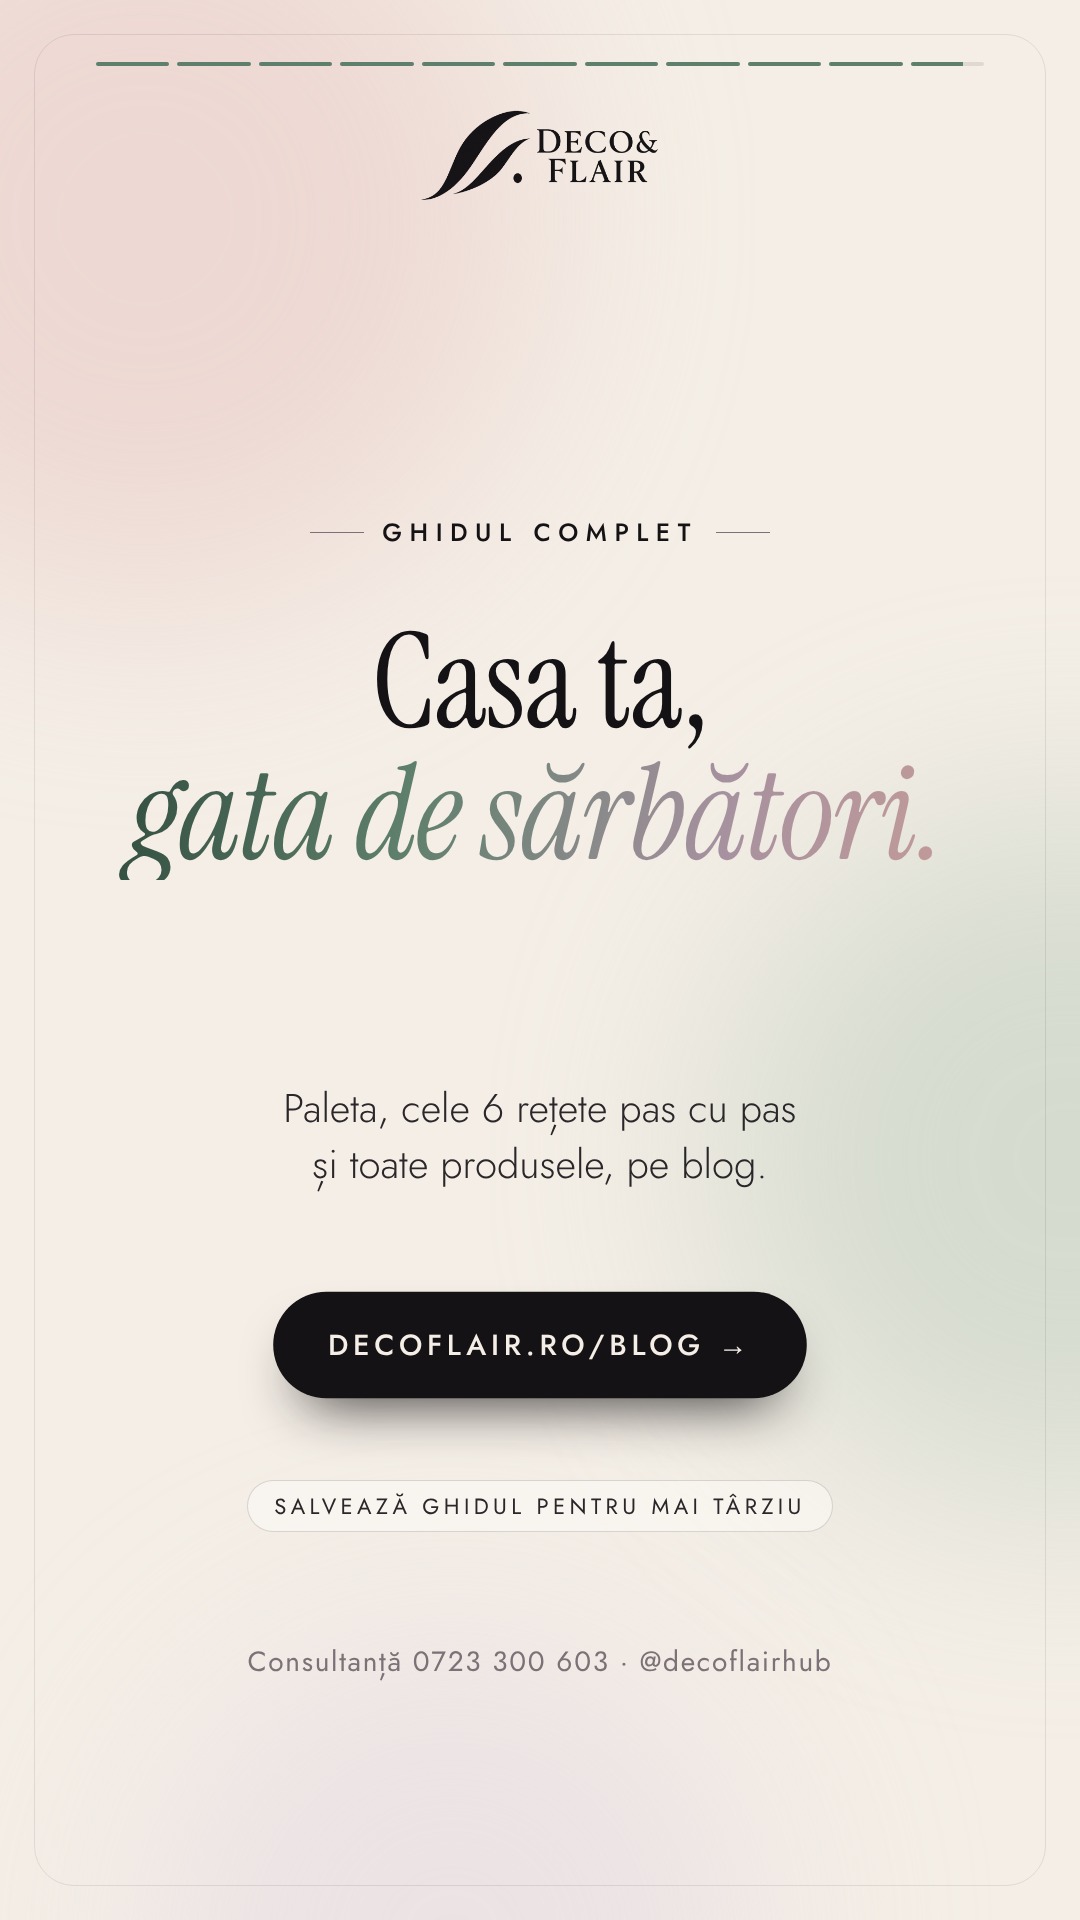 DECO&
FLAIR
GHIDUL COMPLET
Casa ta,
gata de sărbători.
Paleta, cele 6 rețete pas cu pas
și toate produsele, pe blog.
DECOFLAIR.RO/BLOG →
SALVEAZĂ GHIDUL PENTRU MAI TÂRZIU
Consultanță 0723 300 603 · @decoflairhub